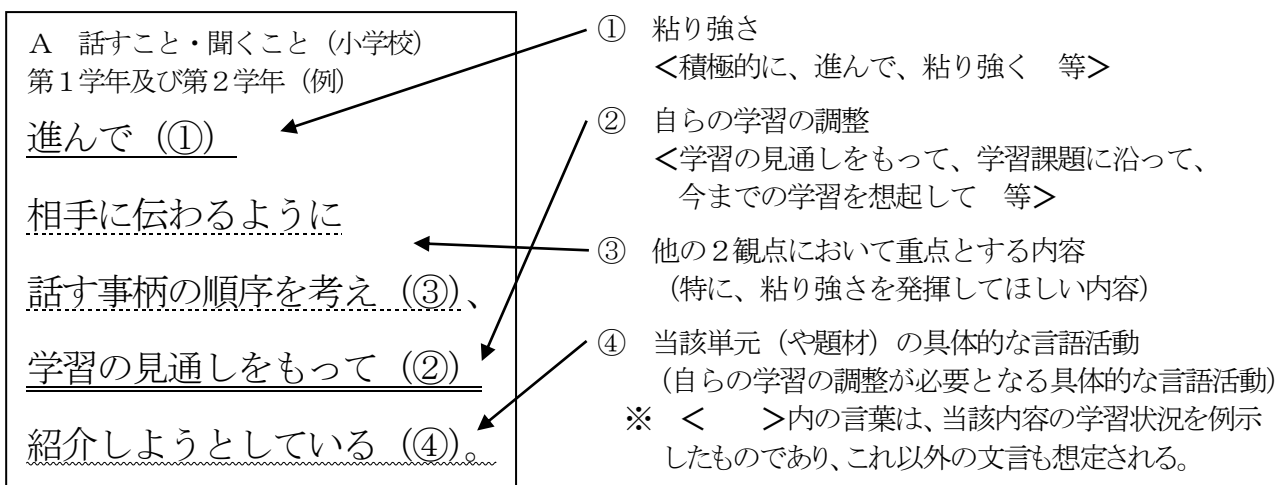 A 話すこと・聞くこと（小学校）
第１学年及び第２学年（例）
進んで（①）
相手に伝わるように
話す事柄の順序を考え（③）、
学習の見通しをもって（②）
紹介しようとしている（④）。
① 粘り強さ
＜積極的に、進んで、粘り強く 等＞
② 自らの学習の調整
＜学習の見通しをもって、学習課題に沿って、
今までの学習を想起して 等＞
③ 他の２観点において重点とする内容
（特に、粘り強さを発揮してほしい内容）
④ 当該単元（や題材）の具体的な言語活動
（自らの学習の調整が必要となる具体的な言語活動）
※ ＜ ＞内の言葉は、当該内容の学習状況を例示
したものであり、これ以外の文言も想定される。